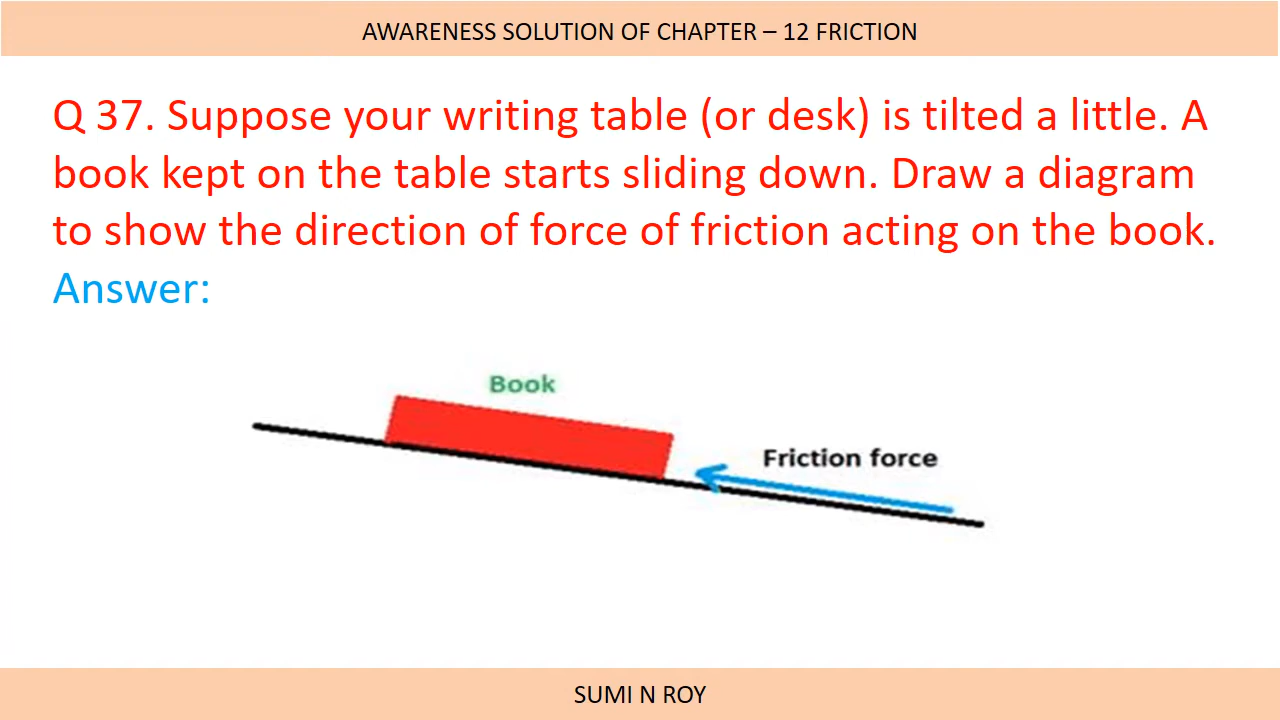 AWARENESS SOLUTION OF CHAPTER – 12 FRICTION
Q 37. Suppose your writing table (or desk) is tilted a little. A
book kept on the table starts sliding down. Draw a diagram
to show the direction of force of friction acting on the book.
Answer:
Book
Friction force
SUMI N ROY